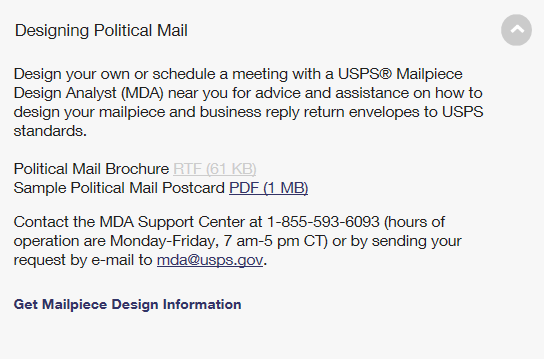 Designing Political Mail
Design your own or schedule a meeting with a USPS® Mailpiece
Design Analyst (MDA) near you for advice and assistance on how to
design your mailpiece and business reply return envelopes to USPS
standards.
Political Mail Brochure RTF (61 KB)
Sample Political Mail Postcard PDF (1 MB)
Contact the MDA Support Center at 1-855-593-6093 (hours of
operation are Monday-Friday, 7 am-5 pm CT) or by sending your
request by e-mail to mda@usps.gov.
Get Mailpiece Design Information